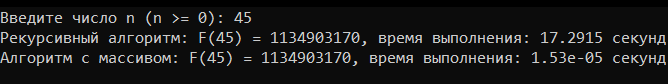 Введите число n (n >= 0): 45
Рекурсивный алгоритм: F(45) = 1134903170, время выполнения: 17.2915 секунд
Алгоритм с массивом: F(45) = 1134903170, время выполнения: 1.53e-05 секунд